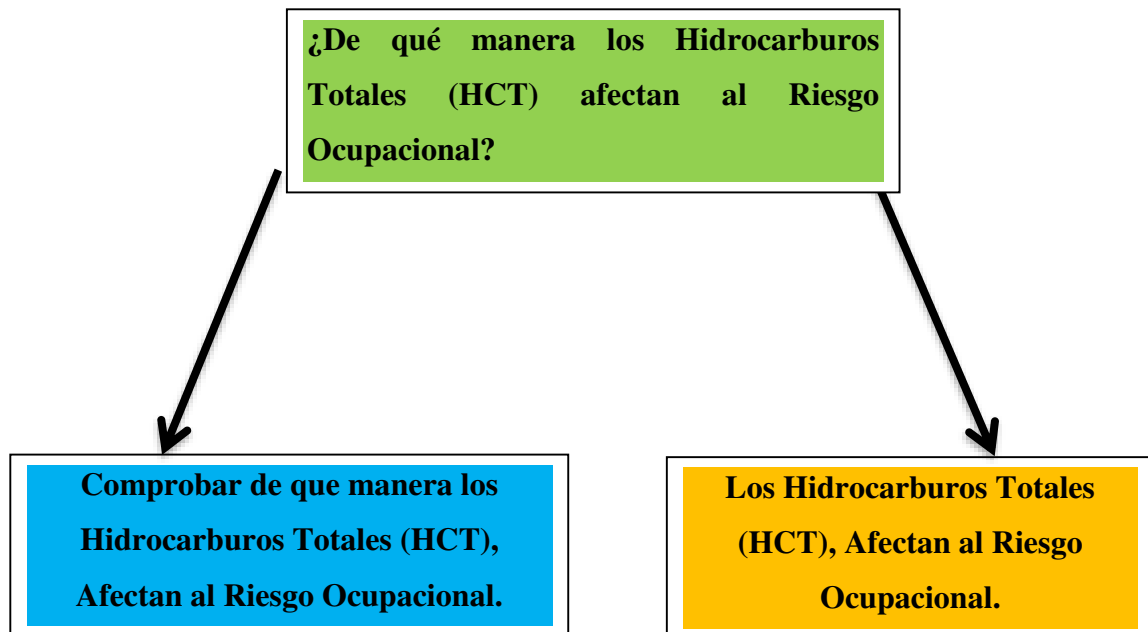 ¿De qué manera los Hidrocarburos
Totales (HCT) afectan al Riesgo
Ocupacional?
Comprobar de que manera los
Hidrocarburos Totales (HCT),
Afectan al Riesgo Ocupacional.
Los Hidrocarburos Totales
(HCT), Afectan al Riesgo
Ocupacional.